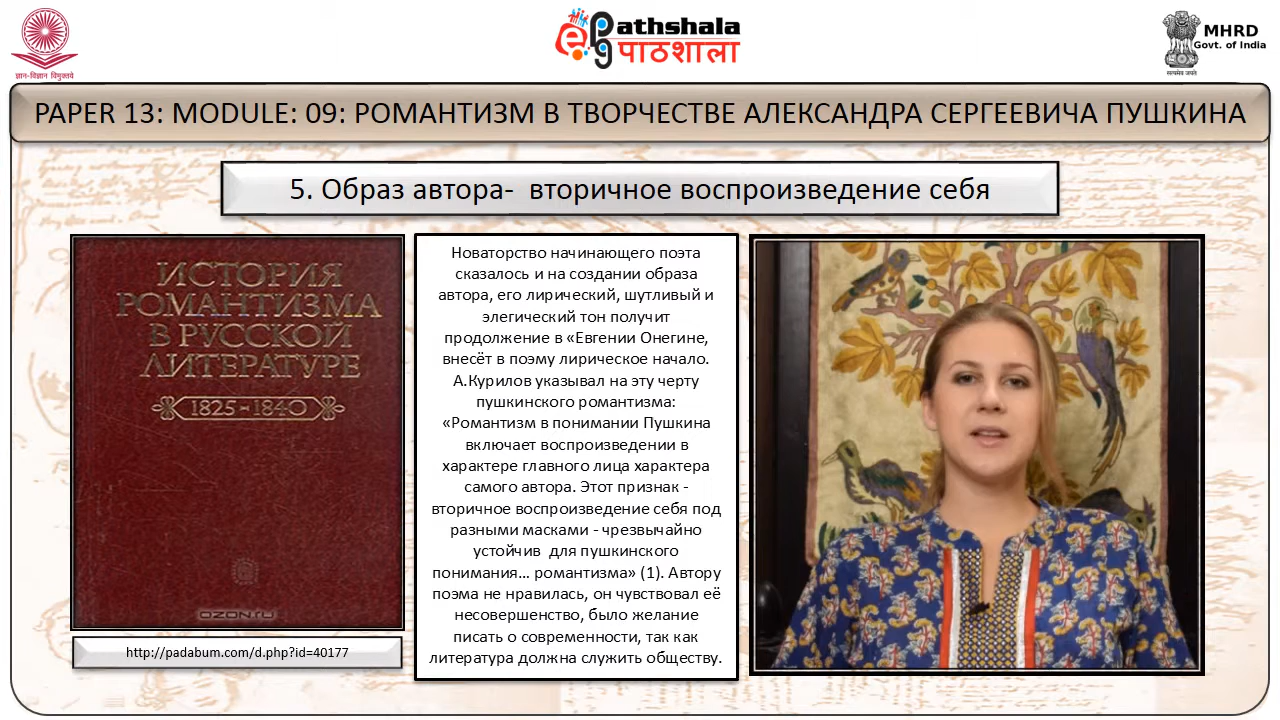 ज्ञान-विज्ञान विमुक्तये
e Pathshala
पाठशाला
pg
सत्यमेव जयते
MHRD
Govt. of India
PAPER 13: MODULE: 09: РОМАНТИЗМ В ТВОРЧЕСТВЕ АЛЕКСАНДРА СЕРГЕЕВИЧА ПУШКИНА
5. Образ автора- вторичное воспроизведение себя
ИСТОРИЯ
РОМАНТИЗМА
В РУССКОЙ
ЛИТЕРАТУРЕ
1825-1840
OZON.RU
http://padabum.com/d.php?id=40177
Новаторство начинающего поэта
сказалось и на создании образа
автора, его лирический, шутливый и
элегический тон получит
продолжение в «Евгении Онегине,
внесёт в поэму лирическое начало.
А.Курилов указывал на эту черту
пушкинского романтизма:
«Романтизм в понимании Пушкина
включает воспроизведении в
характере главного лица характера
самого автора. Этот признак -
вторичное воспроизведение себя под
разными масками - чрезвычайно
устойчив для пушкинского
понимания... романтизма» (1). Автору
поэма не нравилась, он чувствовал её
несовершенство, было желание
писать о современности, так как
литература должна служить обществу.